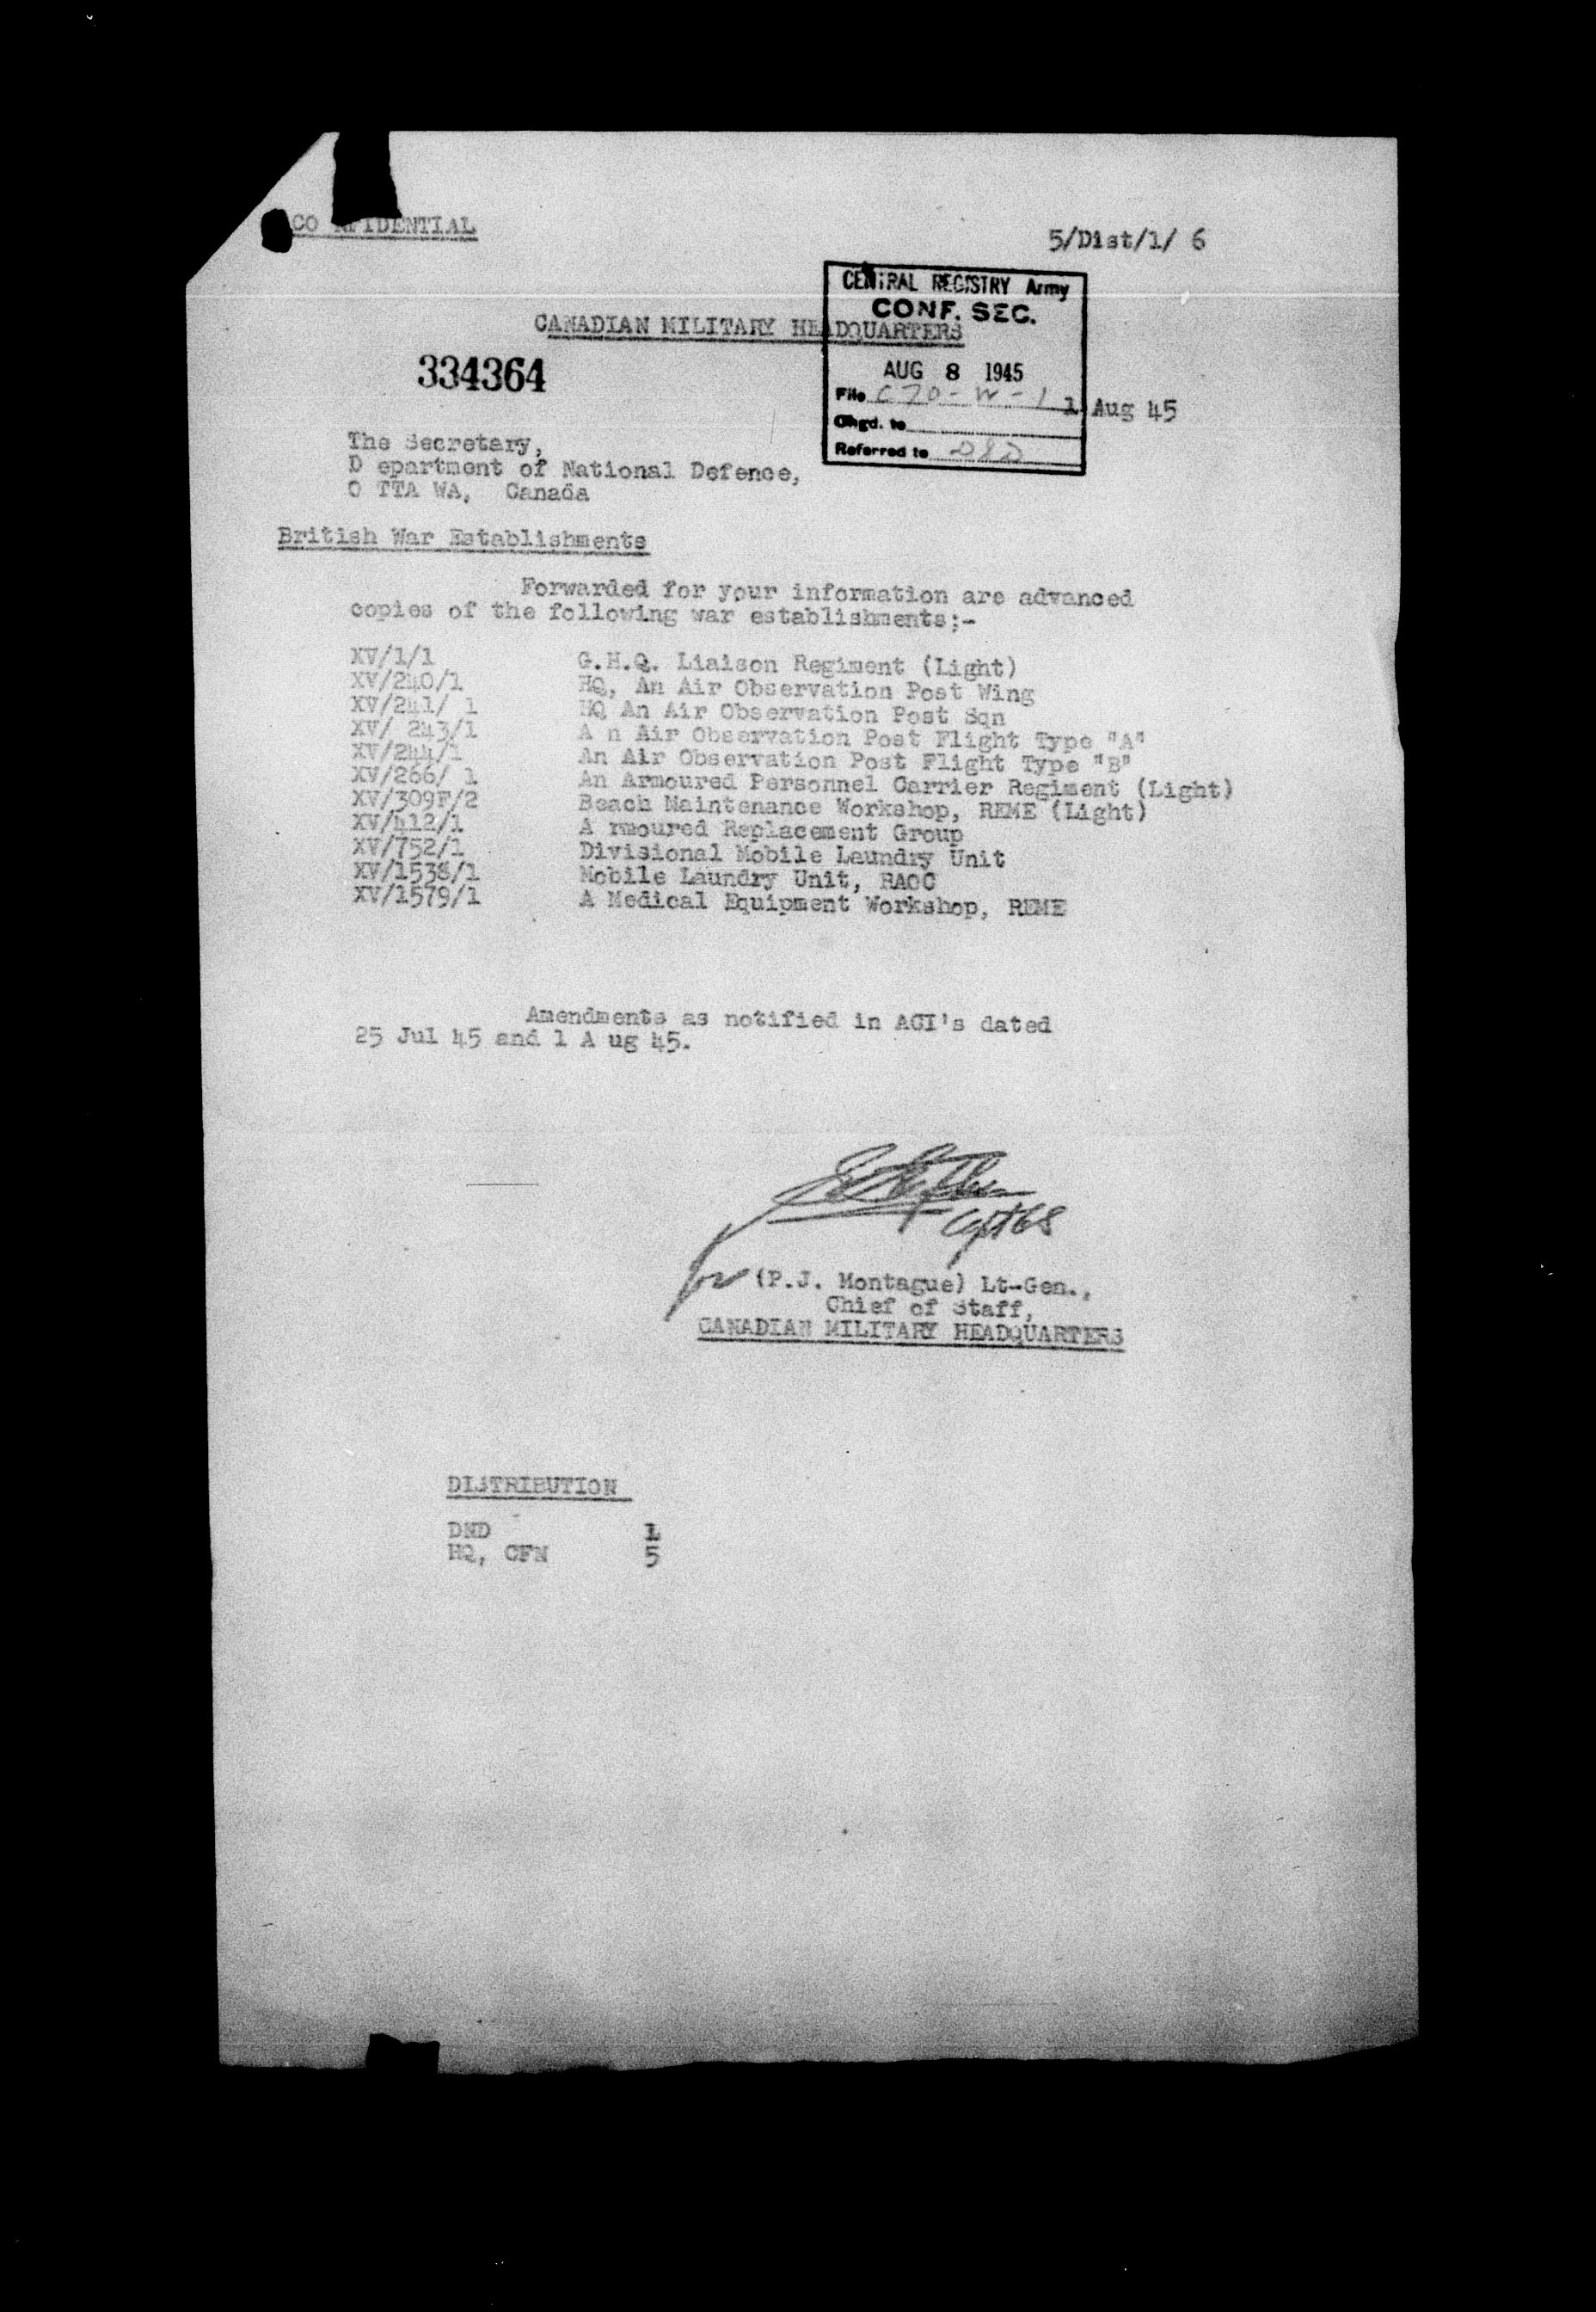 CO NFIDENTIAL
5/Dist/1/ 6
CENTRAL REGISTRY Army
CONF. SEC.
CANADIAN MILITARY HEADQUARTERS
334364
AUG 8 1945
File C70-W-1
1 Aug 45
Chgd. to
Referred to
The Secretary,
D epartment of National Defence,
O TTA WA, Canada
British War Establishments
Forwarded for your information are advanced
copies of the following war establishments;-
XV/1/1 G.H.Q. Liaison Regiment (Light)
XV/240/1 HQ, An Air Observation Post Wing
XV/241/ 1 HQ An Air Observation Post Sqn
XV/ 243/1 A n Air Observation Post Flight Type "A"
XV/244/1 An Air Observation Post Flight Type "B"
XV/266/ 1 An Armoured Personnel Carrier Regiment (Light)
XV/309F/2 Beach Maintenance Workshop, REME (Light)
XV/412/1 A rmoured Replacement Group
XV/752/1 Divisional Mobile Laundry Unit
XV/1538/1 Mobile Laundry Unit, RAOC
XV/1579/1 A Medical Equipment Workshop, REME
Amendments as notified in ACI's dated
25 Jul 45 and 1 A ug 45.
for (P.J. Montague) Lt-Gen.,
Chief of Staff,
CANADIAN MILITARY HEADQUARTERS
DISTRIBUTION
DND 1
HQ, CFN 5